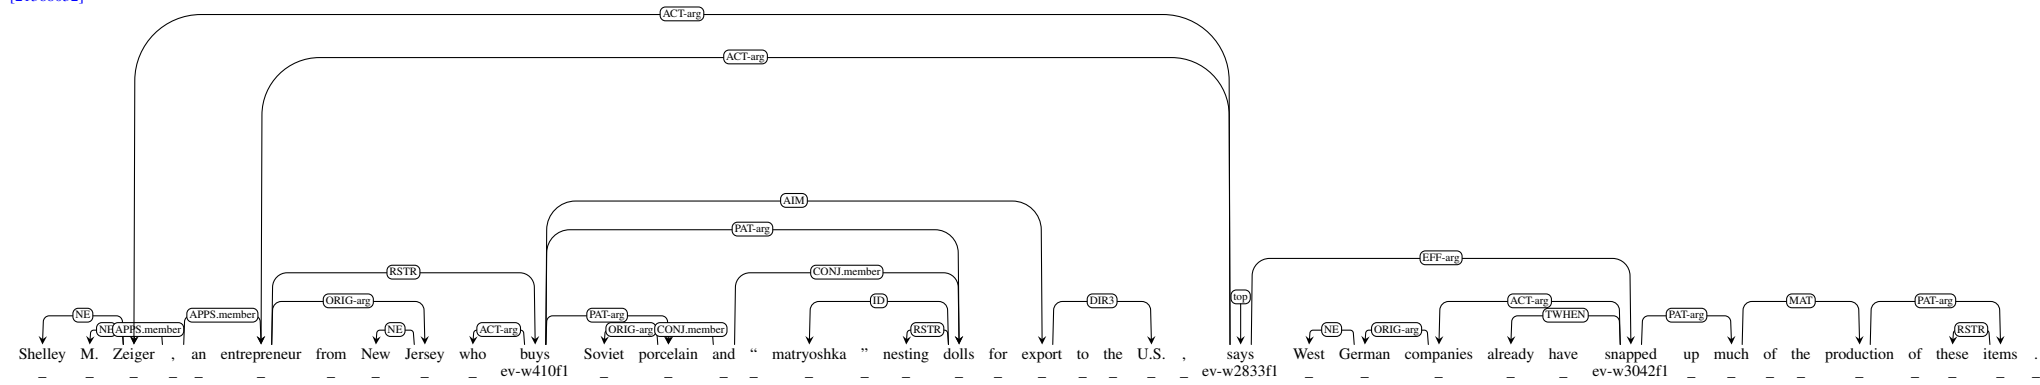 ACT-arg
ACT-arg
AIM
PAT-arg
EFF-arg
RSTR CONJ.member
top
ORIG-arg ID DIR3 ACT-arg MAT PAT-arg
NE APPS.member PAT-arg TWHEN PAT-arg
NE APPS.member NE ACT-arg ORIG-arg CONJ.member RSTR NE ORIG-arg RSTR
Shelley M. Zeiger , an entrepreneur from New Jersey who buys Soviet porcelain and “ matryoshka ” nesting dolls for export to the U.S. , says West German companies already have snapped up much of the production of these items .
ev-w410f1 ev-w2833f1 ev-w3042f1